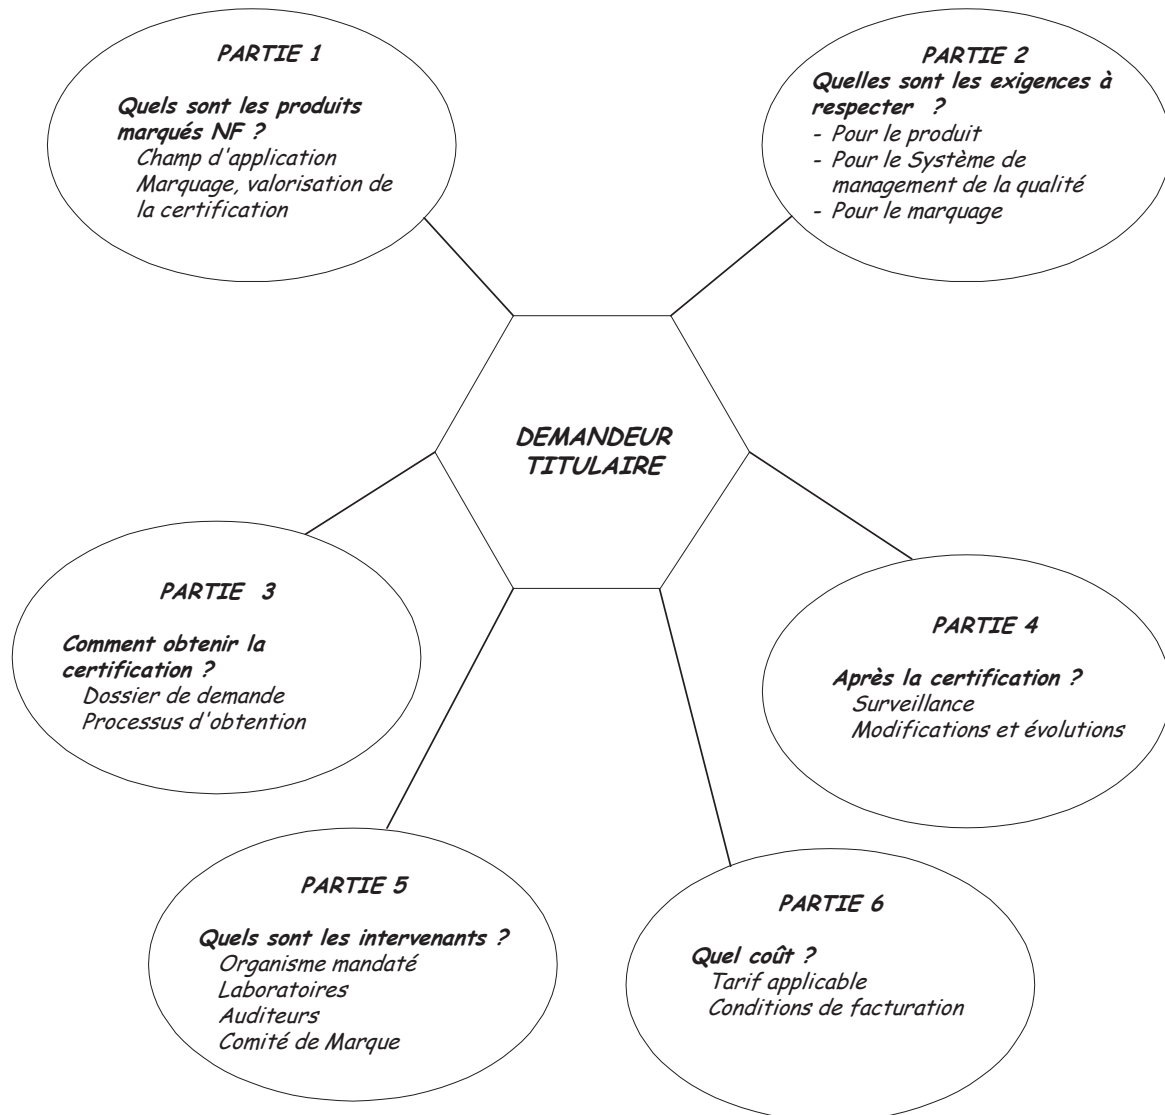 PARTIE 1
Quels sont les produits
marqués NF ?
Champ d'application
Marquage, valorisation de
la certification
PARTIE 2
Quelles sont les exigences à
respecter ?
- Pour le produit
- Pour le Système de
management de la qualité
- Pour le marquage
DEMANDEUR
TITULAIRE
PARTIE 3
Comment obtenir la
certification ?
Dossier de demande
Processus d'obtention
PARTIE 4
Après la certification ?
Surveillance
Modifications et évolutions
PARTIE 5
Quels sont les intervenants ?
Organisme mandaté
Laboratoires
Auditeurs
Comité de Marque
PARTIE 6
Quel coût ?
Tarif applicable
Conditions de facturation